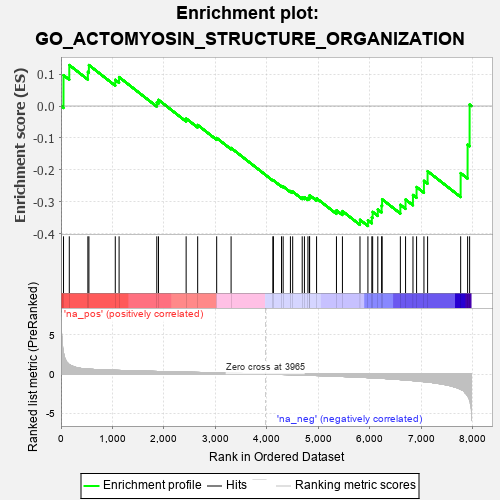 Enrichment plot:
GO_ACTOMYOSIN_STRUCTURE_ORGANIZATION
Enrichment score (ES)
0.1
0.0
-0.1
-0.2
-0.3
-0.4
'na_pos' (positively correlated)
Ranked list metric (PreRanked)
5
0
-5
Zero cross at 3965
'na_neg' (negatively correlated)
0
1,000
2,000
3,000
4,000
5,000
6,000
7,000
8,000
Rank in Ordered Dataset
Enrichment profile
Hits
Ranking metric scores